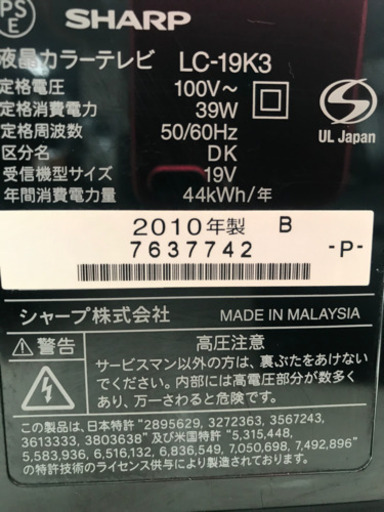 PS
E
SHARP
液晶カラーテレビ LC-19K3
定格電圧 100V～
定格消費電力 39W
定格周波数 50/60Hz
区分名 DK
受信機型サイズ 19V
年間消費電力量 44kWh/年
S
UL Japan
2010年製 B
7637742 -P-
シャープ株式会社 MADE IN MALAYSIA
警告
高圧注意
サービスマン以外の方は、裏ぶたをあけないで
ください。内部には高電圧部分が数多く
あり、万一さわると危険です。
この製品は、日本特許 "2895629, 3272363, 3567243,
3613333, 3803638" 及び米国特許 "5,315,448,
5,583,936, 6,516,132, 6,836,549, 7,050,698, 7,492,896"
の特許技術のライセンス供与により製造されました。